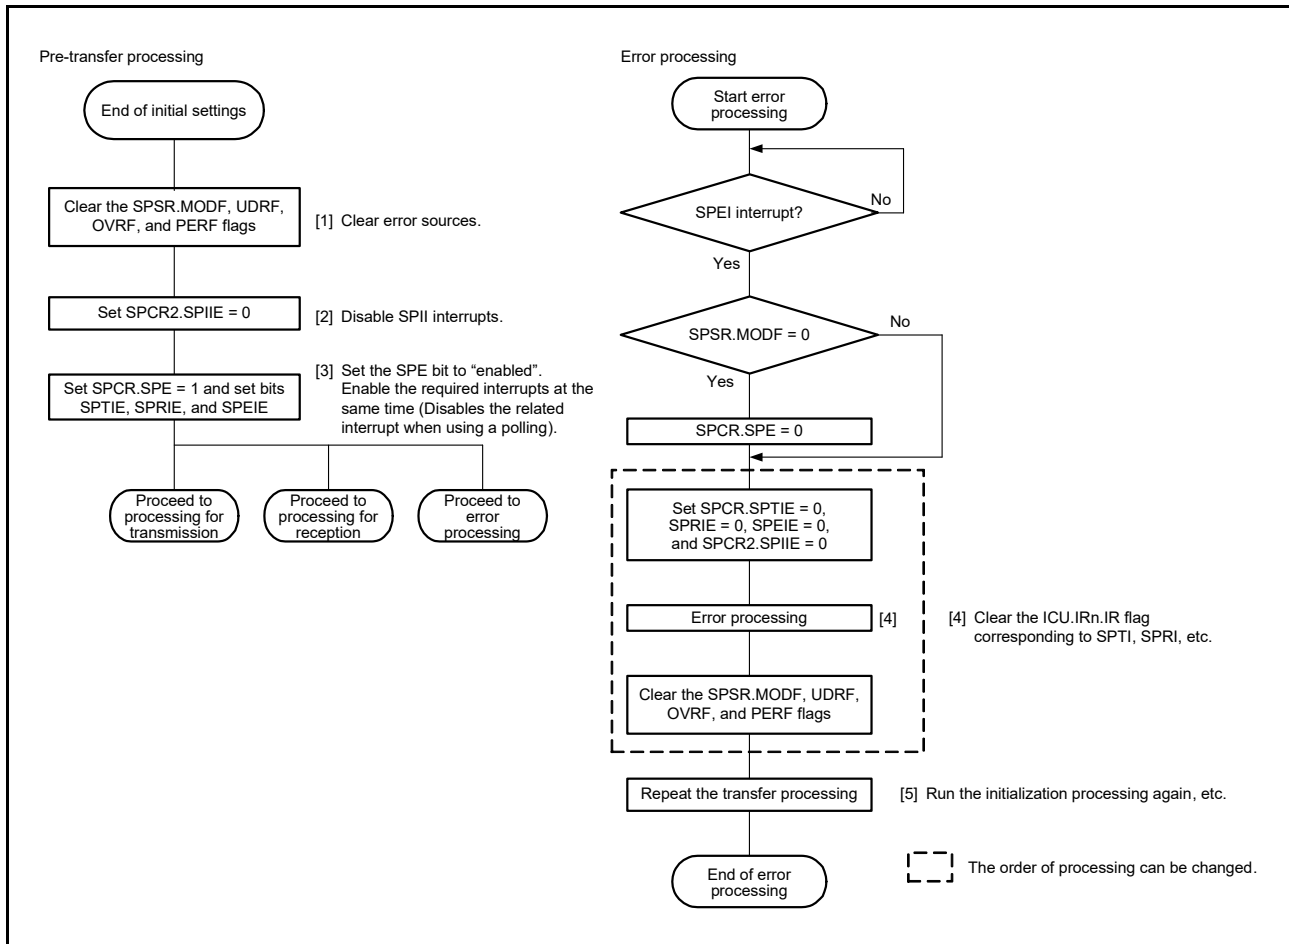 Pre-transfer processing
End of initial settings
Clear the SPSR.MODF, UDRF,
OVRF, and PERF flags
[1] Clear error sources.
Set SPCR2.SPIIE = 0
[2] Disable SPII interrupts.
Set SPCR.SPE = 1 and set bits
SPTIE, SPRIE, and SPEIE
[3] Set the SPE bit to “enabled”.
Enable the required interrupts at the
same time (Disables the related
interrupt when using a polling).
Proceed to
processing for
transmission
Proceed to
processing for
reception
Proceed to
error
processing
Error processing
Start error
processing
SPEI interrupt?
No
Yes
SPSR.MODF = 0
No
Yes
SPCR.SPE = 0
Set SPCR.SPTIE = 0,
SPRIE = 0, SPEIE = 0,
and SPCR2.SPIIE = 0
Error processing
[4]
[4] Clear the ICU.IRn.IR flag
corresponding to SPTI, SPRI, etc.
Clear the SPSR.MODF, UDRF,
OVRF, and PERF flags
Repeat the transfer processing
[5] Run the initialization processing again, etc.
End of error
processing
The order of processing can be changed.